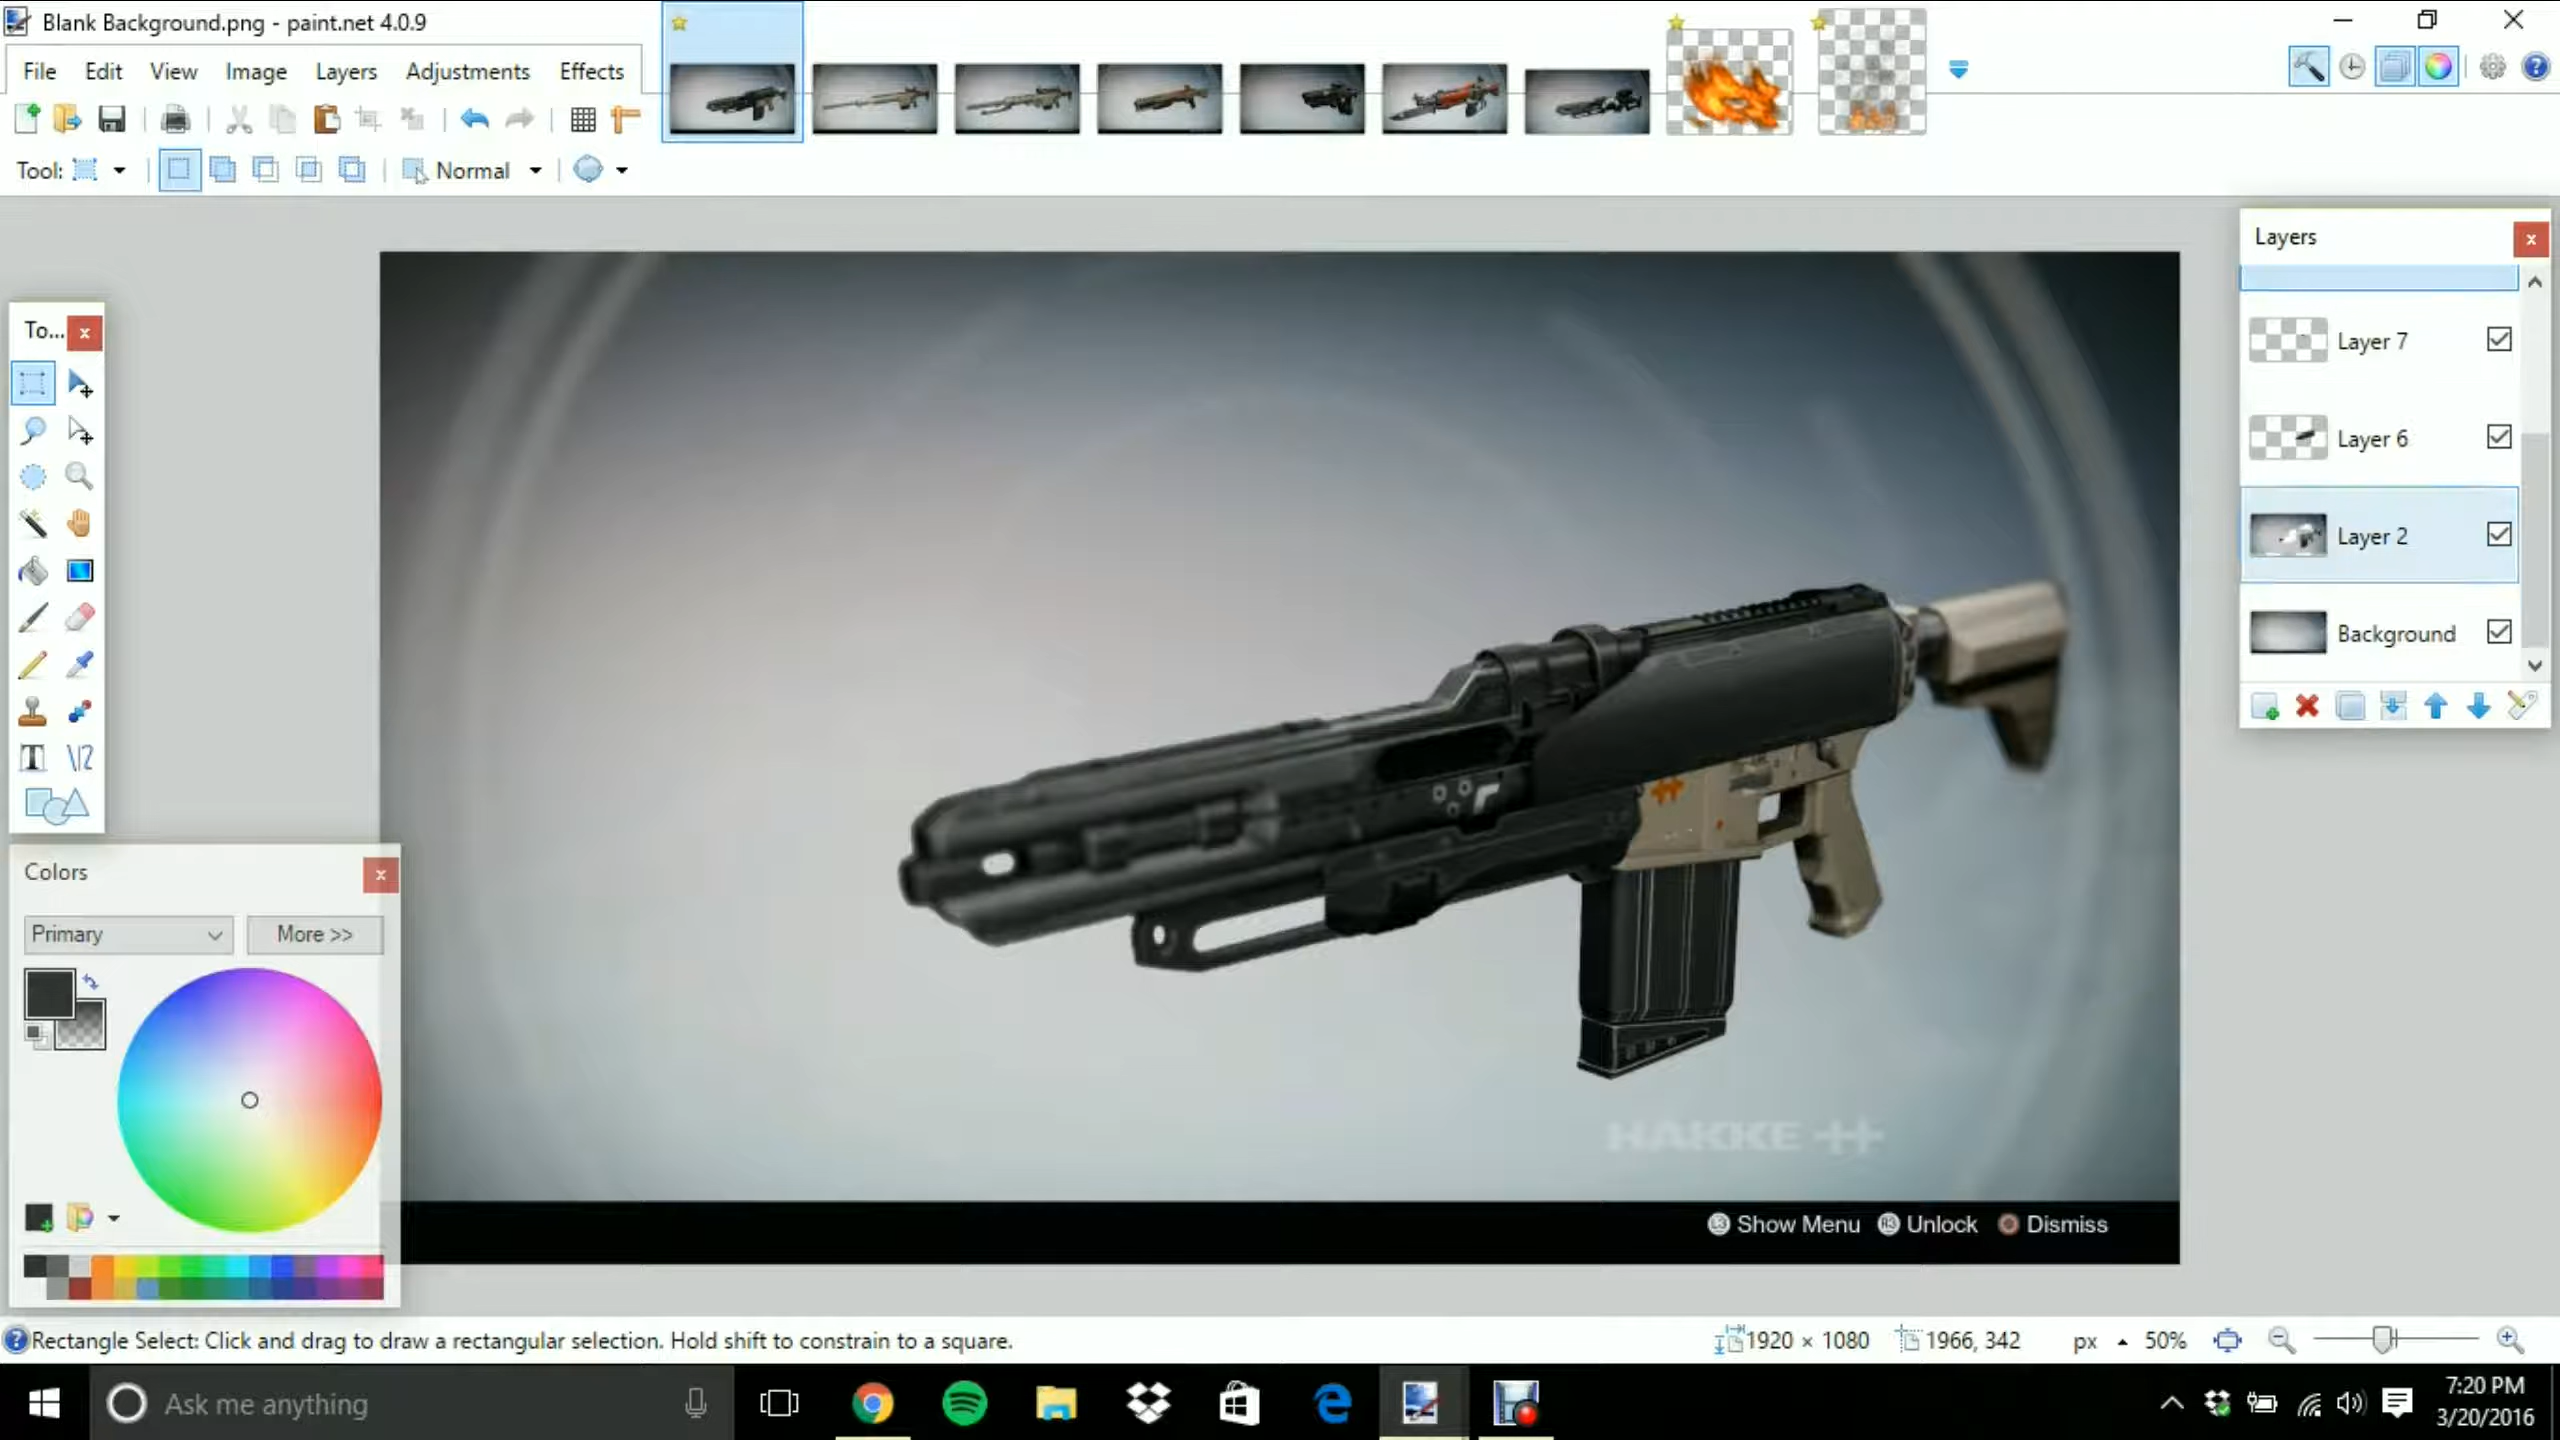 Blank Background.png - paint.net 4.0.9
File Edit View Image Layers Adjustments Effects
Tool: Normal
To...
Layers
Layer 7
Layer 6
Layer 2
Background
Colors
Primary
More >>
HAKKE
Show Menu Unlock Dismiss
Rectangle Select: Click and drag to draw a rectangular selection. Hold shift to constrain to a square.
1920 × 1080 1966, 342 px 50%
Ask me anything
7:20 PM
3/20/2016